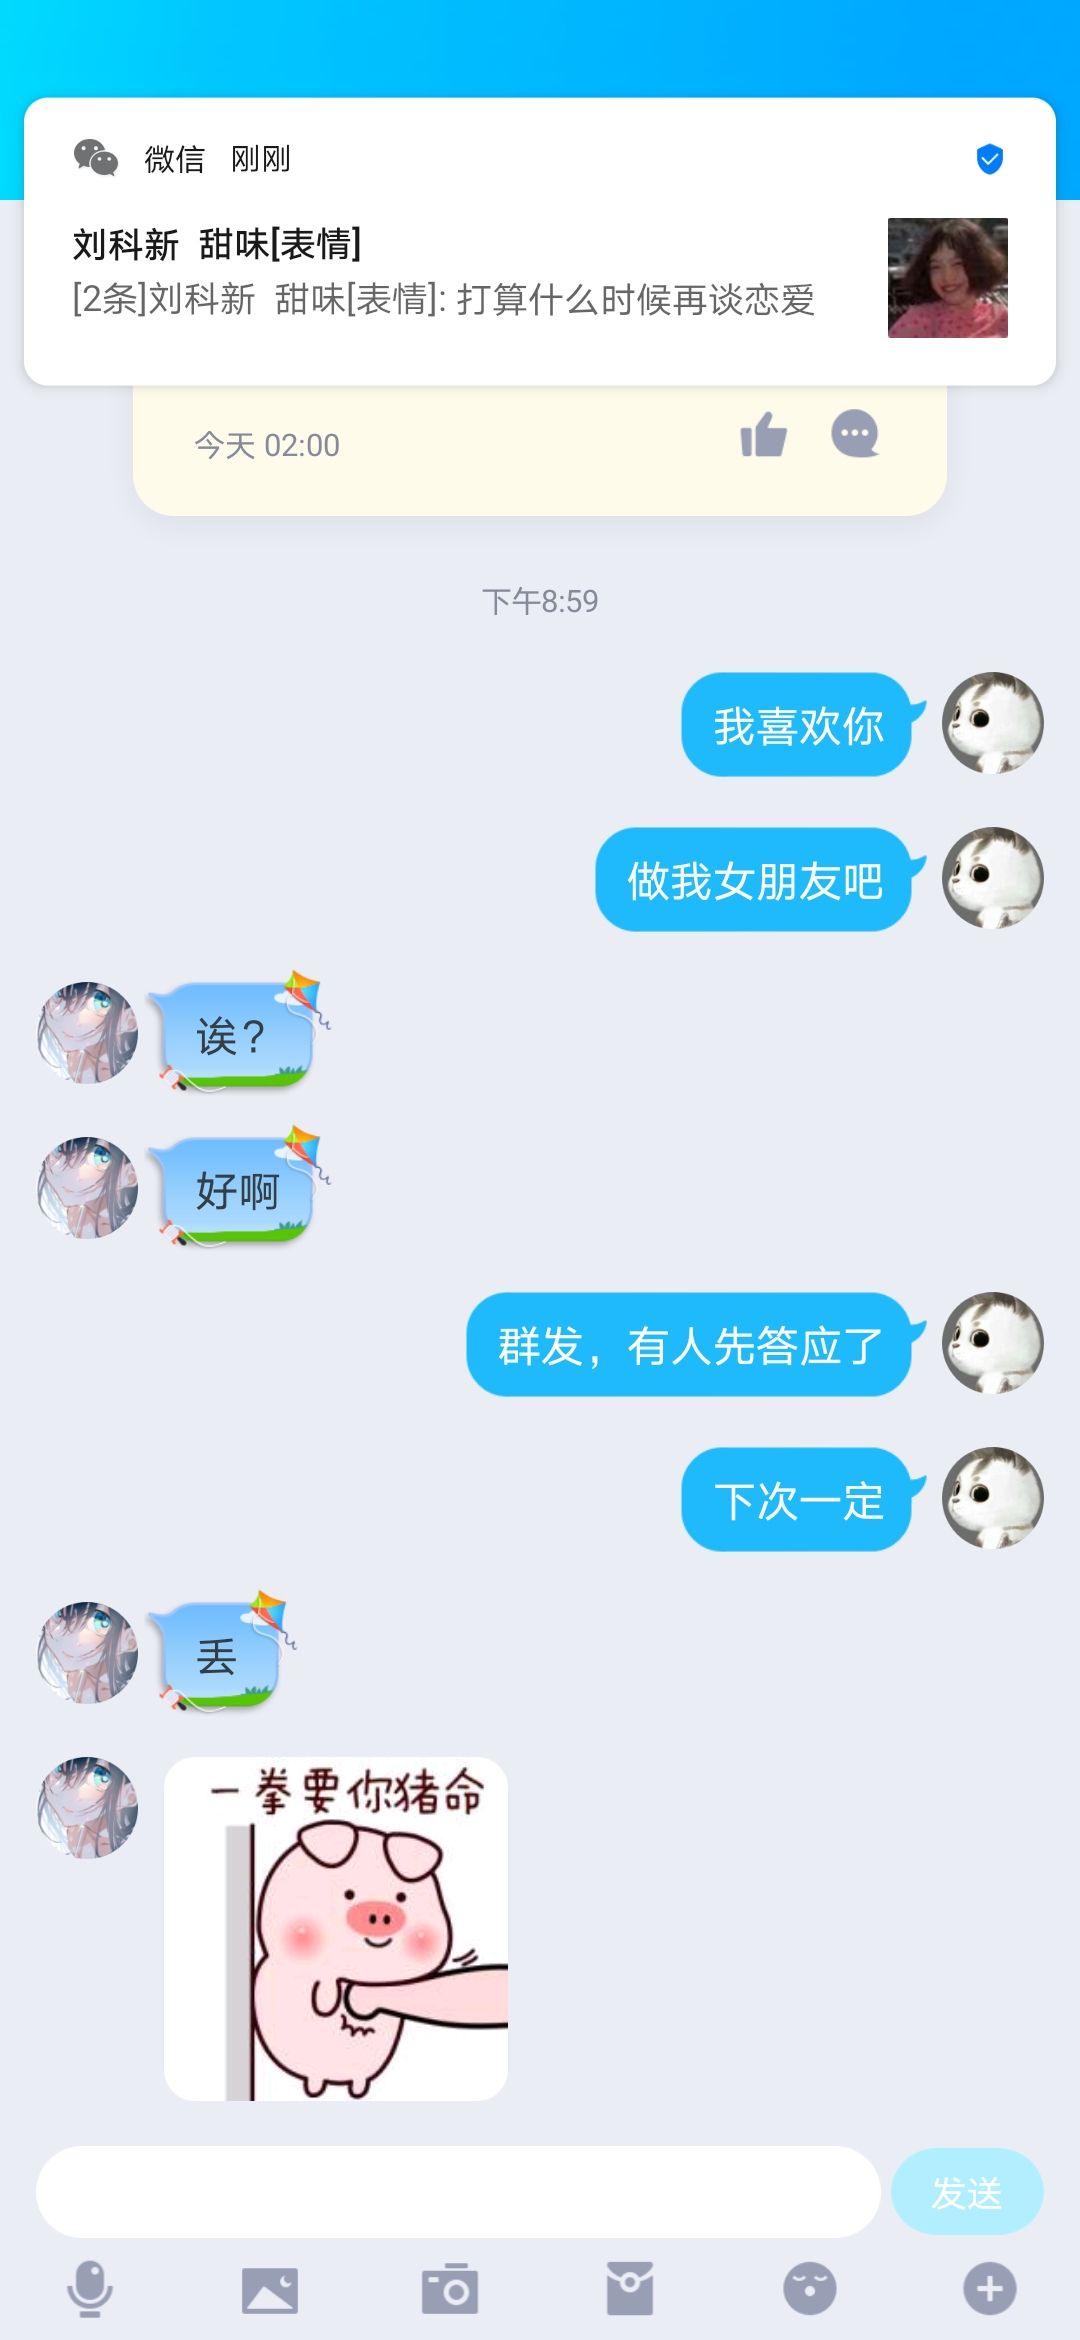 微信 刚刚
刘科新 甜味[表情]
[2条]刘科新 甜味[表情]: 打算什么时候再谈恋爱
今天 02:00
下午8:59
我喜欢你
做我女朋友吧
诶？
好啊
群发，有人先答应了
下次一定
丢
一拳要你猪命
发送